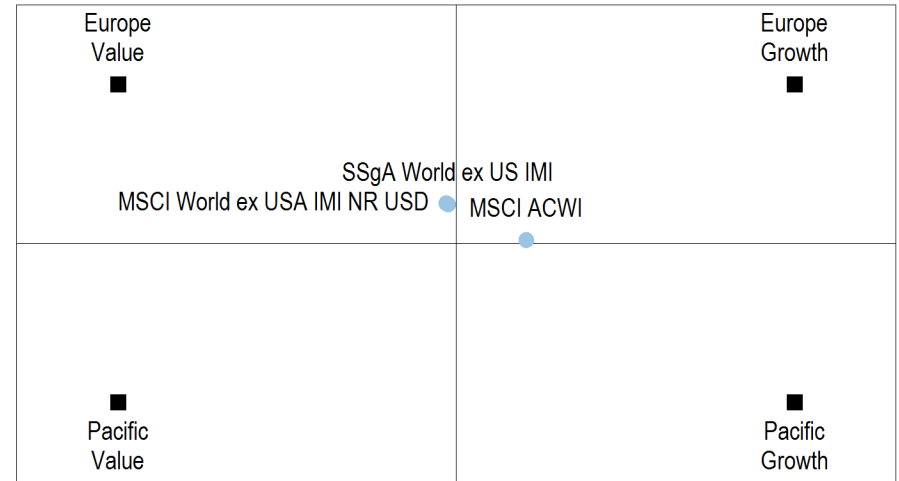 Europe
Value
Europe
Growth
SSgA World ex US IMI
MSCI World ex USA IMI NR USD
MSCI ACWI
Pacific
Value
Pacific
Growth